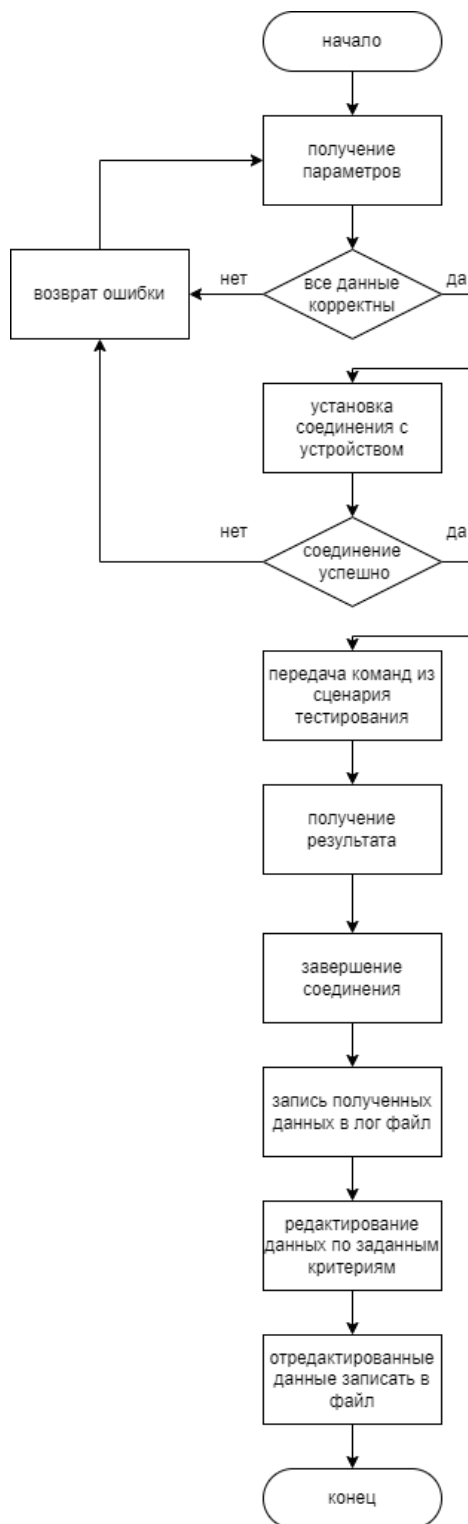 начало
получение
параметров
нет
все данные
корректны
да
возврат ошибки
установка
соединения с
устройством
нет
соединение
успешно
да
передача команд из
сценария
тестирования
получение
результата
завершение
соединения
запись полученных
данных в лог файл
редактирование
данных по заданным
критериям
отредактированные
данные записать в
файл
конец